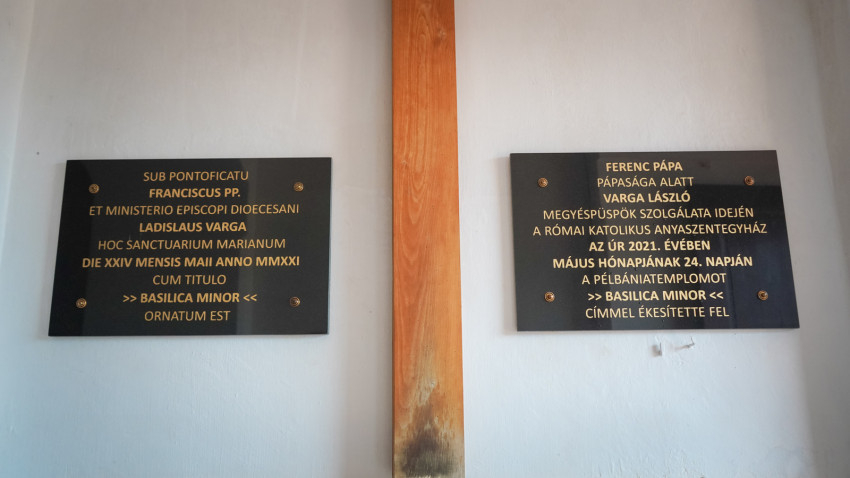 SUB PONTOFICATU
FRANCISCUS PP.
ET MINISTERIO EPISCOPI DIOECESANI
LADISLAUS VARGA
HOC SANCTUARIUM MARIANUM
DIE XXIV MENSIS MAII ANNO MMXXI
CUM TITULO
>> BASILICA MINOR <<
ORNATUM EST
FERENC PÁPA
PÁPASÁGA ALATT
VARGA LÁSZLÓ
MEGYÉSPÜSPÖK SZOLGÁLATA IDEJÉN
A RÓMAI KATOLIKUS ANYASZENTEGYHÁZ
AZ ÚR 2021. ÉVÉBEN
MÁJUS HÓNAPJÁNAK 24. NAPJÁN
A PÉLBÁNIATEMPLOMOT
>> BASILICA MINOR <<
CÍMMEL ÉKESÍTETTE FEL